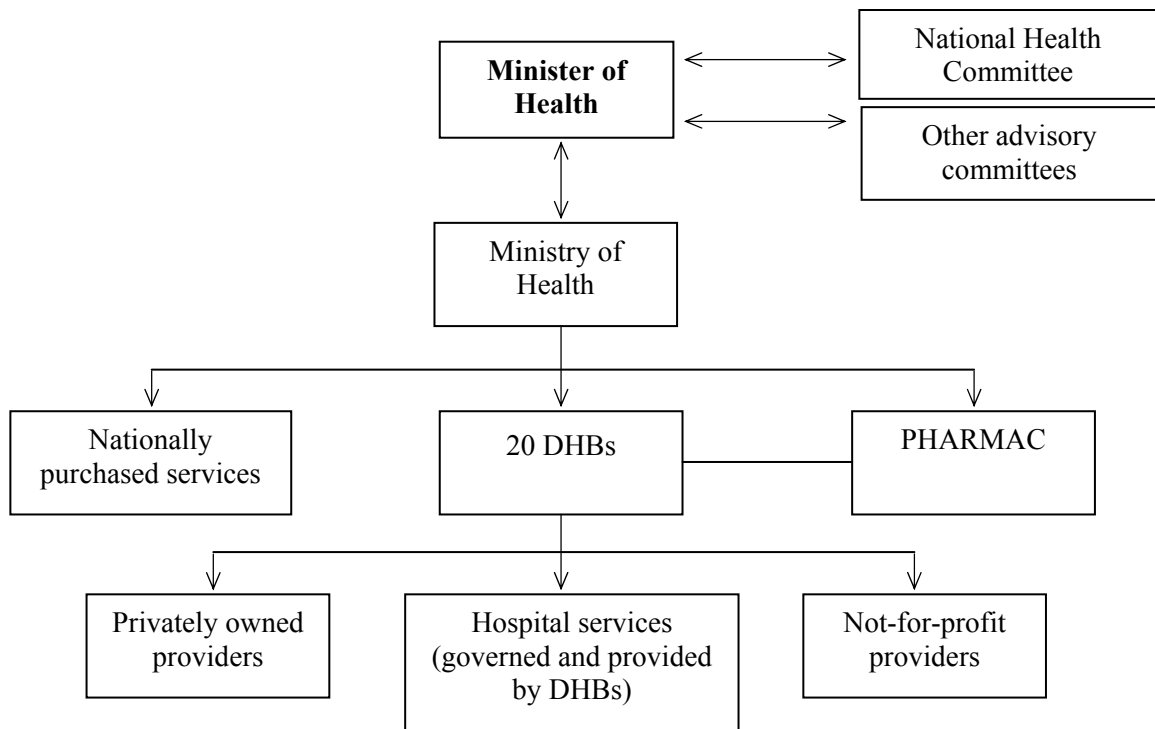 Minister of
Health
National Health
Committee
Other advisory
committees
Ministry of
Health
Nationally
purchased services
20 DHBs
PHARMAC
Privately owned
providers
Hospital services
(governed and provided
by DHBs)
Not-for-profit
providers